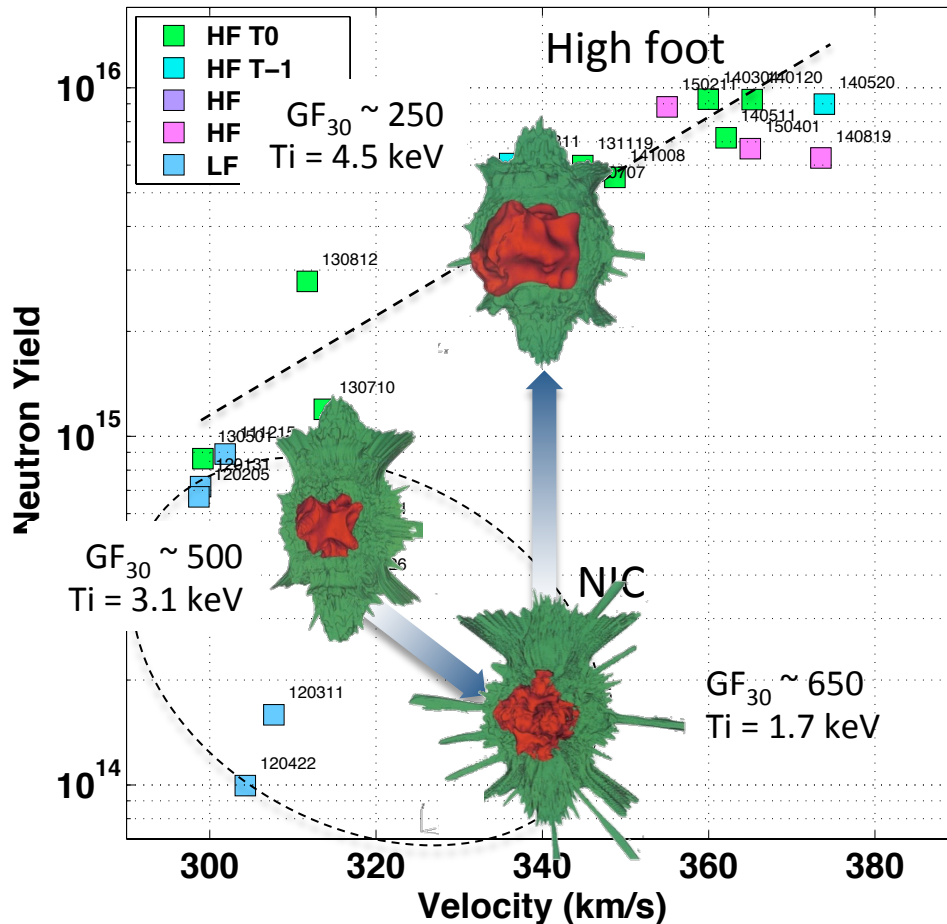 HF T0
HF T-1
HF
HF
LF
High foot
GF30 ~ 250
Ti = 4.5 keV
150211
140520
140511
150401
140819
131119
141008
130812
130710
130501
111215
120205
GF30 ~ 500
Ti = 3.1 keV
NIC
GF30 ~ 650
Ti = 1.7 keV
120311
120422
10^16
10^15
10^14
Neutron Yield
300
320
340
360
380
Velocity (km/s)